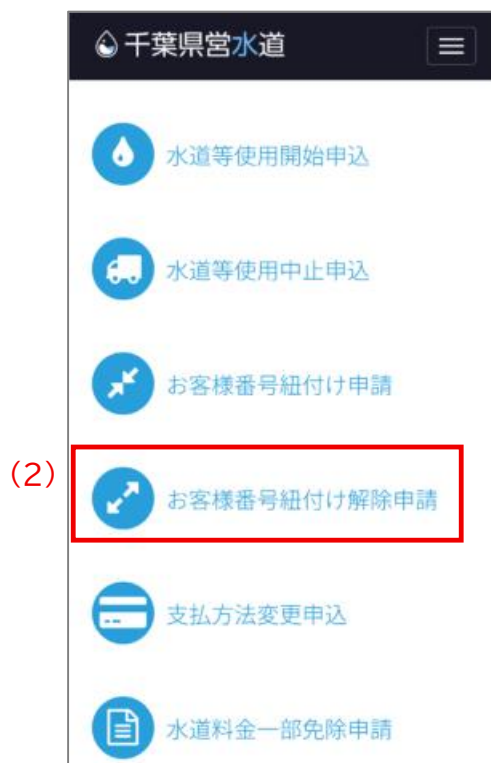 千葉県営水道
水道等使用開始申込
水道等使用中止申込
お客様番号紐付け申請
(2)
お客様番号紐付け解除申請
支払方法変更申込
水道料金一部免除申請